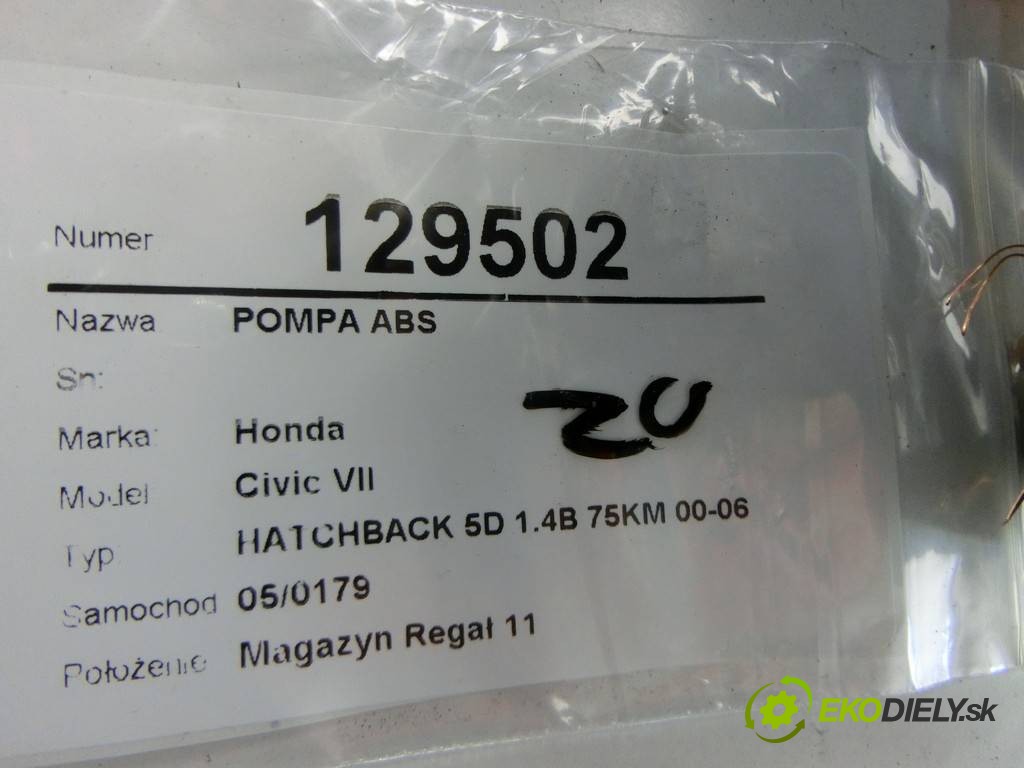 Numer 129502
Nazwa POMPA ABS
Sn:
Marka: Honda
Model Civic VII
Typ HATCHBACK 5D 1.4B 75KM 00-06
Samochod 05/0179
Położenie Magazyn Regał 11
EKODIELY.sk